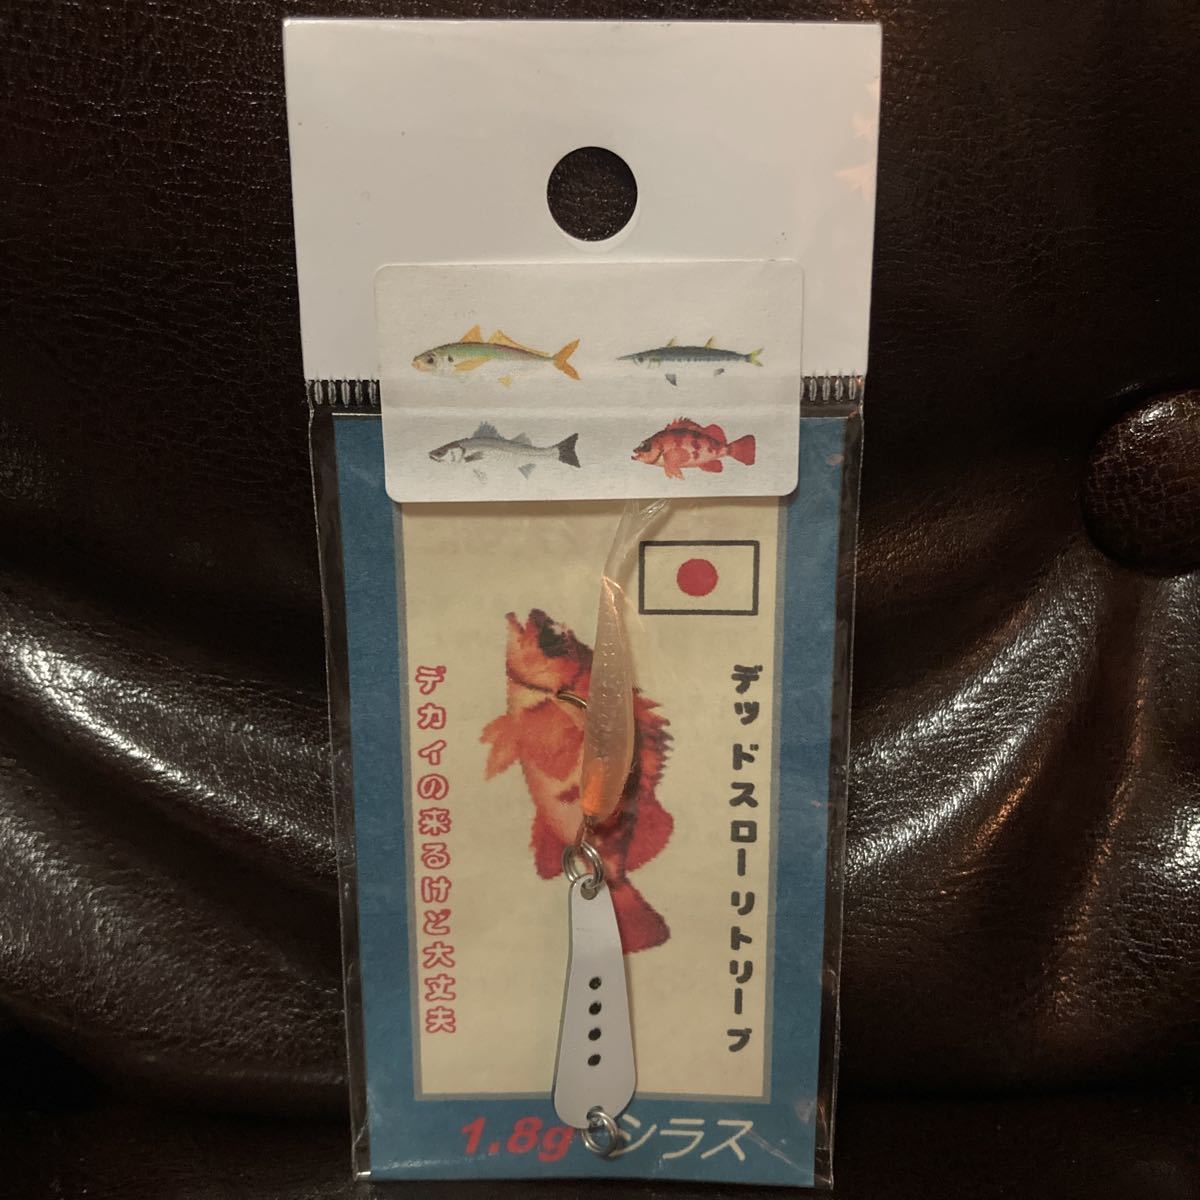 デッドスローリトリーブ
デカイの来るけど大丈夫
1.8g シラス